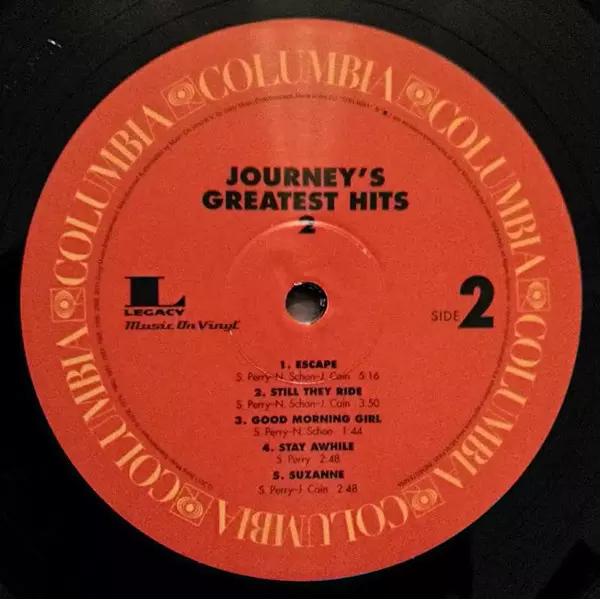 COLUMBIA COLUMBIA COLUMBIA COLUMBIA COLUMBIA COLUMBIA
JOURNEY'S
GREATEST HITS
2
L
LEGACY
Music On Vinyl
SIDE 2
1. ESCAPE
S. Perry-N. Schon-J. Cain 5:16
2. STILL THEY RIDE
S. Perry-N. Schon-J. Cain 3:50
3. GOOD MORNING GIRL
S. Perry-N. Schon 1:44
4. STAY AWHILE
S. Perry 2:48
5. SUZANNE
S. Perry-J. Cain 2:48